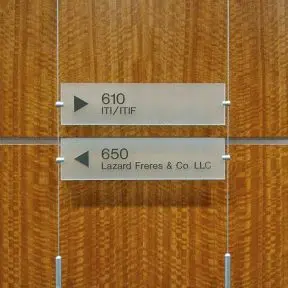 610
ITI/ITIF
650
Lazard Freres & Co. LLC